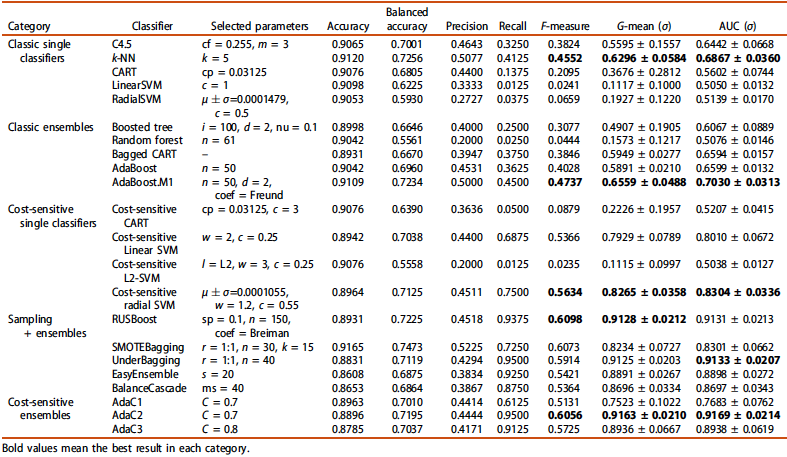 Category Classifier Selected parameters Accuracy Balanced accuracy Precision Recall F-measure G-mean (σ) AUC (σ)
Classic single classifiers C4.5 cf = 0.255, m = 3 0.9065 0.7001 0.4643 0.3250 0.3824 0.5595 ± 0.1557 0.6442 ± 0.0668
k-NN k = 5 0.9120 0.7256 0.5077 0.4125 0.4552 0.6296 ± 0.0584 0.6867 ± 0.0360
CART cp = 0.03125 0.9076 0.6805 0.4400 0.1375 0.2095 0.3676 ± 0.2812 0.5602 ± 0.0744
LinearSVM c = 1 0.9098 0.6225 0.3333 0.0125 0.0241 0.1117 ± 0.1000 0.5050 ± 0.0132
RadialSVM μ ± σ=0.0001479, c = 0.5 0.9053 0.5930 0.2727 0.0375 0.0659 0.1927 ± 0.1220 0.5139 ± 0.0170
Classic ensembles Boosted tree i = 100, d = 2, nu = 0.1 0.8998 0.6646 0.4000 0.2500 0.3077 0.4907 ± 0.1905 0.6067 ± 0.0889
Random forest n = 61 0.9042 0.5561 0.2000 0.0250 0.0444 0.1573 ± 0.1217 0.5076 ± 0.0146
Bagged CART – 0.8931 0.6670 0.3947 0.3750 0.3846 0.5949 ± 0.0277 0.6594 ± 0.0157
AdaBoost n = 50 0.9042 0.6960 0.4531 0.3625 0.4028 0.5891 ± 0.0210 0.6599 ± 0.0132
AdaBoost.M1 n = 50, d = 2, coef = Freund 0.9109 0.7234 0.5000 0.4500 0.4737 0.6559 ± 0.0488 0.7030 ± 0.0313
Cost-sensitive single classifiers Cost-sensitive CART cp = 0.03125, c = 3 0.9076 0.6390 0.3636 0.0500 0.0879 0.2226 ± 0.1957 0.5207 ± 0.0415
Cost-sensitive Linear SVM w = 2, c = 0.25 0.8942 0.7038 0.4400 0.6875 0.5366 0.7929 ± 0.0789 0.8010 ± 0.0672
Cost-sensitive L2-SVM l = L2, w = 3, c = 0.25 0.9076 0.5558 0.2000 0.0125 0.0235 0.1115 ± 0.0997 0.5038 ± 0.0127
Cost-sensitive radial SVM μ ± σ=0.0001055, w = 1.2, c = 0.55 0.8964 0.7125 0.4511 0.7500 0.5634 0.8265 ± 0.0358 0.8304 ± 0.0336
Sampling + ensembles RUSBoost sp = 0.1, n = 150, coef = Breiman 0.8931 0.7225 0.4518 0.9375 0.6098 0.9128 ± 0.0212 0.9131 ± 0.0213
SMOTEBagging r = 1:1, n = 30, k = 15 0.9165 0.7473 0.5225 0.7250 0.6073 0.8234 ± 0.0727 0.8301 ± 0.0662
UnderBagging r = 1:1, n = 40 0.8831 0.7119 0.4294 0.9500 0.5914 0.9125 ± 0.0203 0.9133 ± 0.0207
EasyEnsemble s = 20 0.8608 0.6875 0.3834 0.9250 0.5421 0.8891 ± 0.0267 0.8898 ± 0.0272
BalanceCascade ms = 40 0.8653 0.6864 0.3867 0.8750 0.5364 0.8696 ± 0.0334 0.8697 ± 0.0343
Cost-sensitive ensembles AdaC1 C = 0.7 0.8963 0.7010 0.4414 0.6125 0.5131 0.7523 ± 0.1022 0.7683 ± 0.0762
AdaC2 C = 0.7 0.8896 0.7195 0.4444 0.9500 0.6056 0.9163 ± 0.0210 0.9169 ± 0.0214
AdaC3 C = 0.8 0.8785 0.7037 0.4171 0.9125 0.5725 0.8936 ± 0.0667 0.8938 ± 0.0619
Bold values mean the best result in each category.